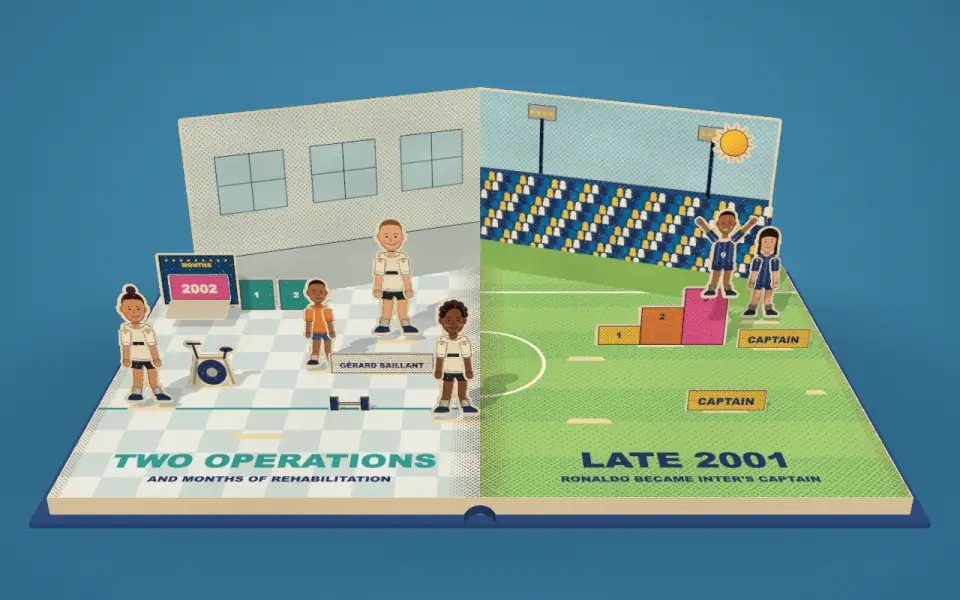 MONTHS
2002
1
2
GÉRARD SAILLANT
TWO OPERATIONS
AND MONTHS OF REHABILITATION
9
1
2
CAPTAIN
CAPTAIN
LATE 2001
RONALDO BECAME INTER'S CAPTAIN